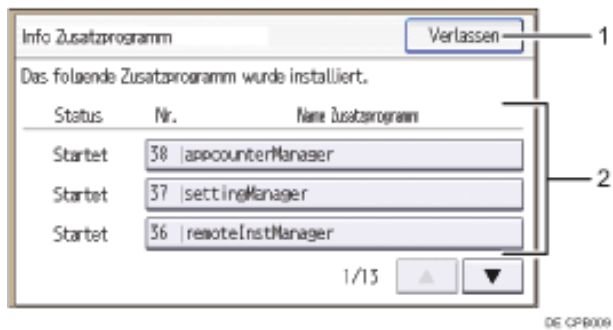 Info Zusatzprogramm
Verlassen
1
Das folgende Zusatzprogramm wurde installiert.
Status Nr. Name Zusatzprogramm
Startet 38 |appcounterManager
Startet 37 |settingManager
2
Startet 36 |remoteInstManager
1/13 ▲ ▼
DE CPB009